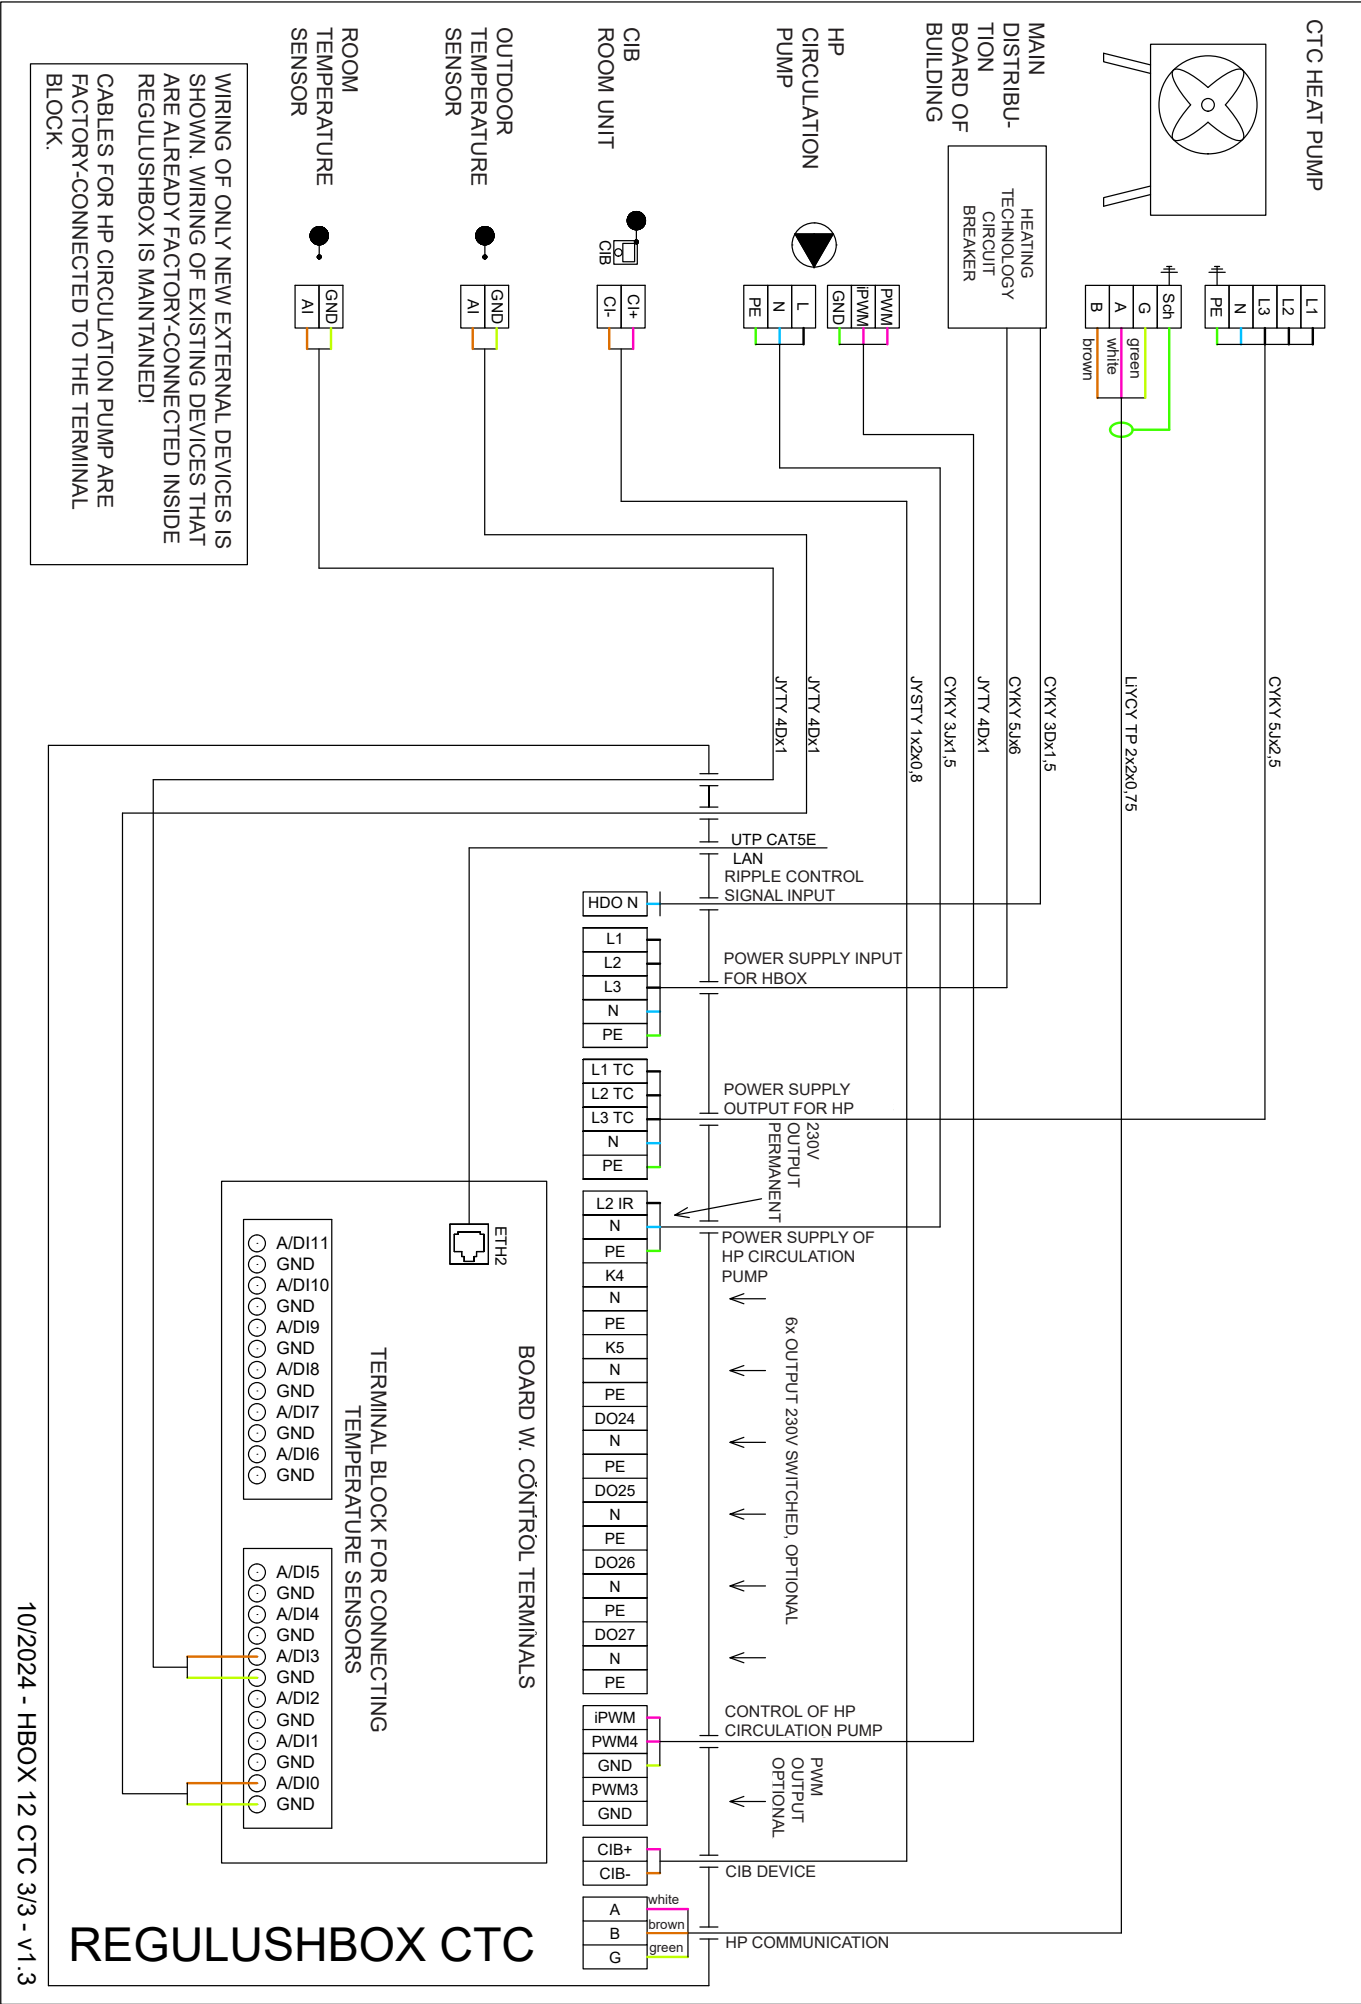 CTC HEAT PUMP
MAIN
DISTRIBU-
TION
BOARD OF
BUILDING
HP
CIRCULATION
PUMP
CIB
ROOM UNIT
OUTDOOR
TEMPERATURE
SENSOR
ROOM
TEMPERATURE
SENSOR
HEATING
TECHNOLOGY
CIRCUIT
BREAKER
CIB
L1
L2
L3
N
PE
Sch
G
A
B
green
white
brown
PWM
iPWM
GND
L
N
PE
CI+
CI-
GND
AI
GND
AI
WIRING OF ONLY NEW EXTERNAL DEVICES IS
SHOWN. WIRING OF EXISTING DEVICES THAT
ARE ALREADY FACTORY-CONNECTED INSIDE
REGULUSHBOX IS MAINTAINED!
CABLES FOR HP CIRCULATION PUMP ARE
FACTORY-CONNECTED TO THE TERMINAL
BLOCK.
CYKY 5Jx2,5
LiYCY TP 2x2x0,75
CYKY 3Dx1,5
CYKY 5Jx6
JYTY 4Dx1
CYKY 3Jx1,5
JYSTY 1x2x0,8
JYTY 4Dx1
JYTY 4Dx1
UTP CAT5E
LAN
RIPPLE CONTROL
SIGNAL INPUT
HDO N
L1
L2
L3
N
PE
POWER SUPPLY INPUT
FOR HBOX
L1 TC
L2 TC
L3 TC
N
PE
POWER SUPPLY
OUTPUT FOR HP
230V
OUTPUT
PERMANENT
L2 IR
N
PE
POWER SUPPLY OF
HP CIRCULATION
PUMP
K4
N
PE
K5
N
PE
DO24
N
PE
DO25
N
PE
DO26
N
PE
DO27
N
PE
6x OUTPUT 230V SWITCHED, OPTIONAL
iPWM
PWM4
GND
PWM3
GND
CONTROL OF HP
CIRCULATION PUMP
PWM
OUTPUT
OPTIONAL
CIB+
CIB-
CIB DEVICE
A
B
G
white
brown
green
HP COMMUNICATION
ETH2
BOARD W. CONTROL TERMINALS
TERMINAL BLOCK FOR CONNECTING
TEMPERATURE SENSORS
A/DI11
GND
A/DI10
GND
A/DI9
GND
A/DI8
GND
A/DI7
GND
A/DI6
GND
A/DI5
GND
A/DI4
GND
A/DI3
GND
A/DI2
GND
A/DI1
GND
A/DI0
GND
REGULUSHBOX CTC
10/2024 - HBOX 12 CTC 3/3 - v1.3